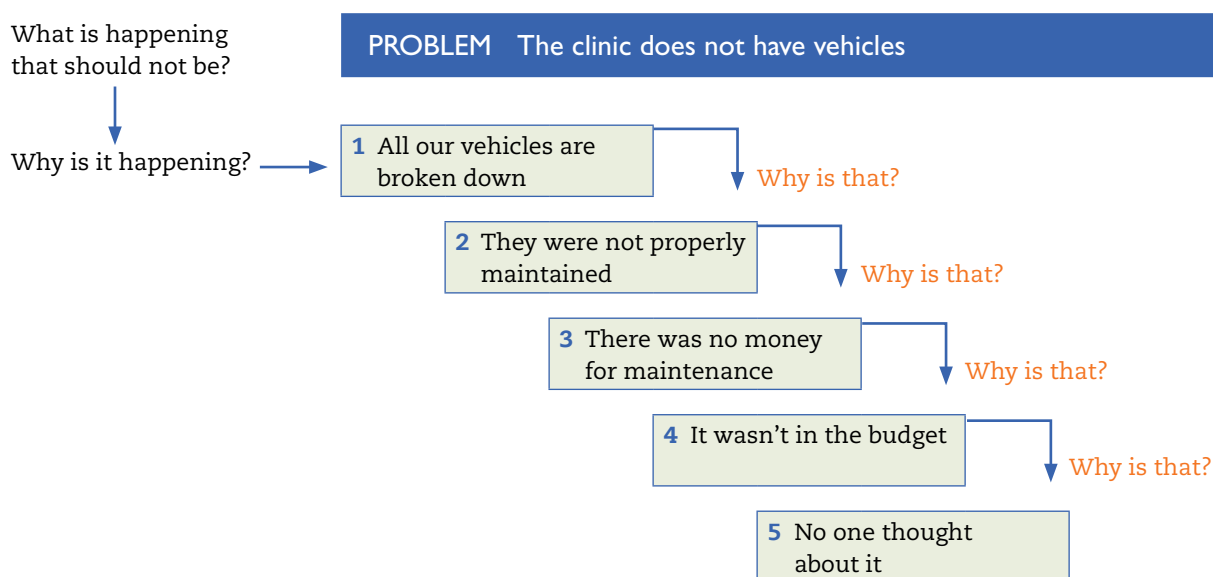 What is happening
that should not be?
PROBLEM The clinic does not have vehicles
Why is it happening?
1 All our vehicles are
broken down
Why is that?
2 They were not properly
maintained
Why is that?
3 There was no money
for maintenance
Why is that?
4 It wasn't in the budget
Why is that?
5 No one thought
about it